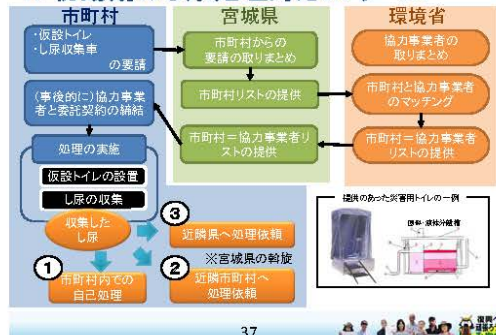 市町村
宮城県
環境省
・仮設トイレ
・し尿収集車
の要請
市町村からの
要請の取りまとめ
協力事業者の
取りまとめ
(事後的に)協力事業
者と委託契約の締結
市町村リストの提供
市町村と協力事業者
のマッチング
処理の実施
市町村=協力事業者リ
ストの提供
市町村=協力事業者
リストの提供
仮設トイレの設置
し尿の収集
収集した
し尿
③
近隣県へ処理依頼
※宮城県の斡旋
①
市町村内での
自己処理
②
近隣市町村へ
処理依頼
提供のあった災害用トイレの一例
37